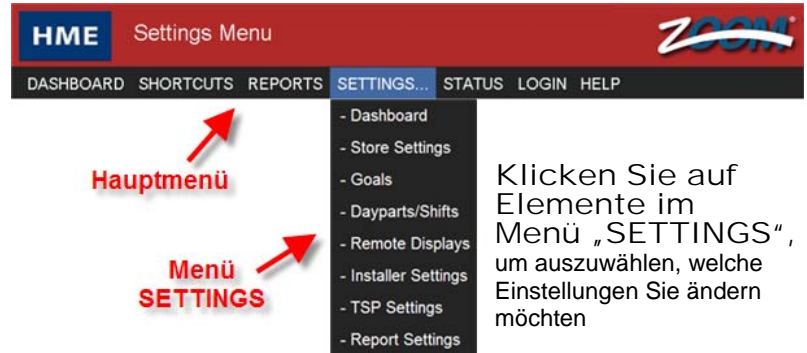 HME Settings Menu ZOOM
DASHBOARD SHORTCUTS REPORTS SETTINGS... STATUS LOGIN HELP
- Dashboard
- Store Settings
- Goals
- Dayparts/Shifts
- Remote Displays
- Installer Settings
- TSP Settings
- Report Settings
Hauptmenü
Menü
SETTINGS
Klicken Sie auf
Elemente im
Menü „SETTINGS“,
um auszuwählen, welche
Einstellungen Sie ändern
möchten